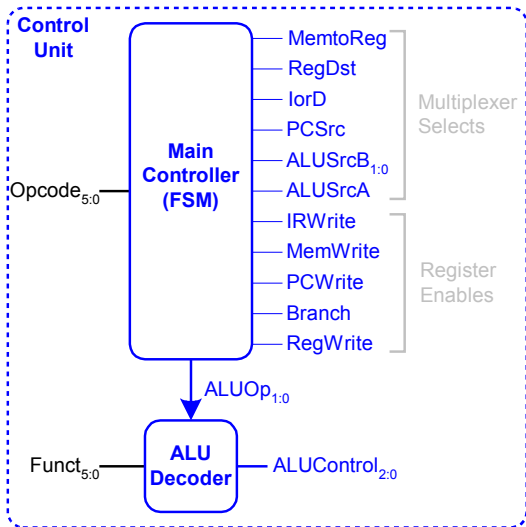 Control
Unit
MemtoReg
RegDst
IorD
PCSrc
ALUSrcB1:0
ALUSrcA
Multiplexer
Selects
Main
Controller
(FSM)
Opcode5:0
IRWrite
MemWrite
PCWrite
Branch
RegWrite
Register
Enables
ALUOp1:0
ALU
Decoder
Funct5:0
ALUControl2:0